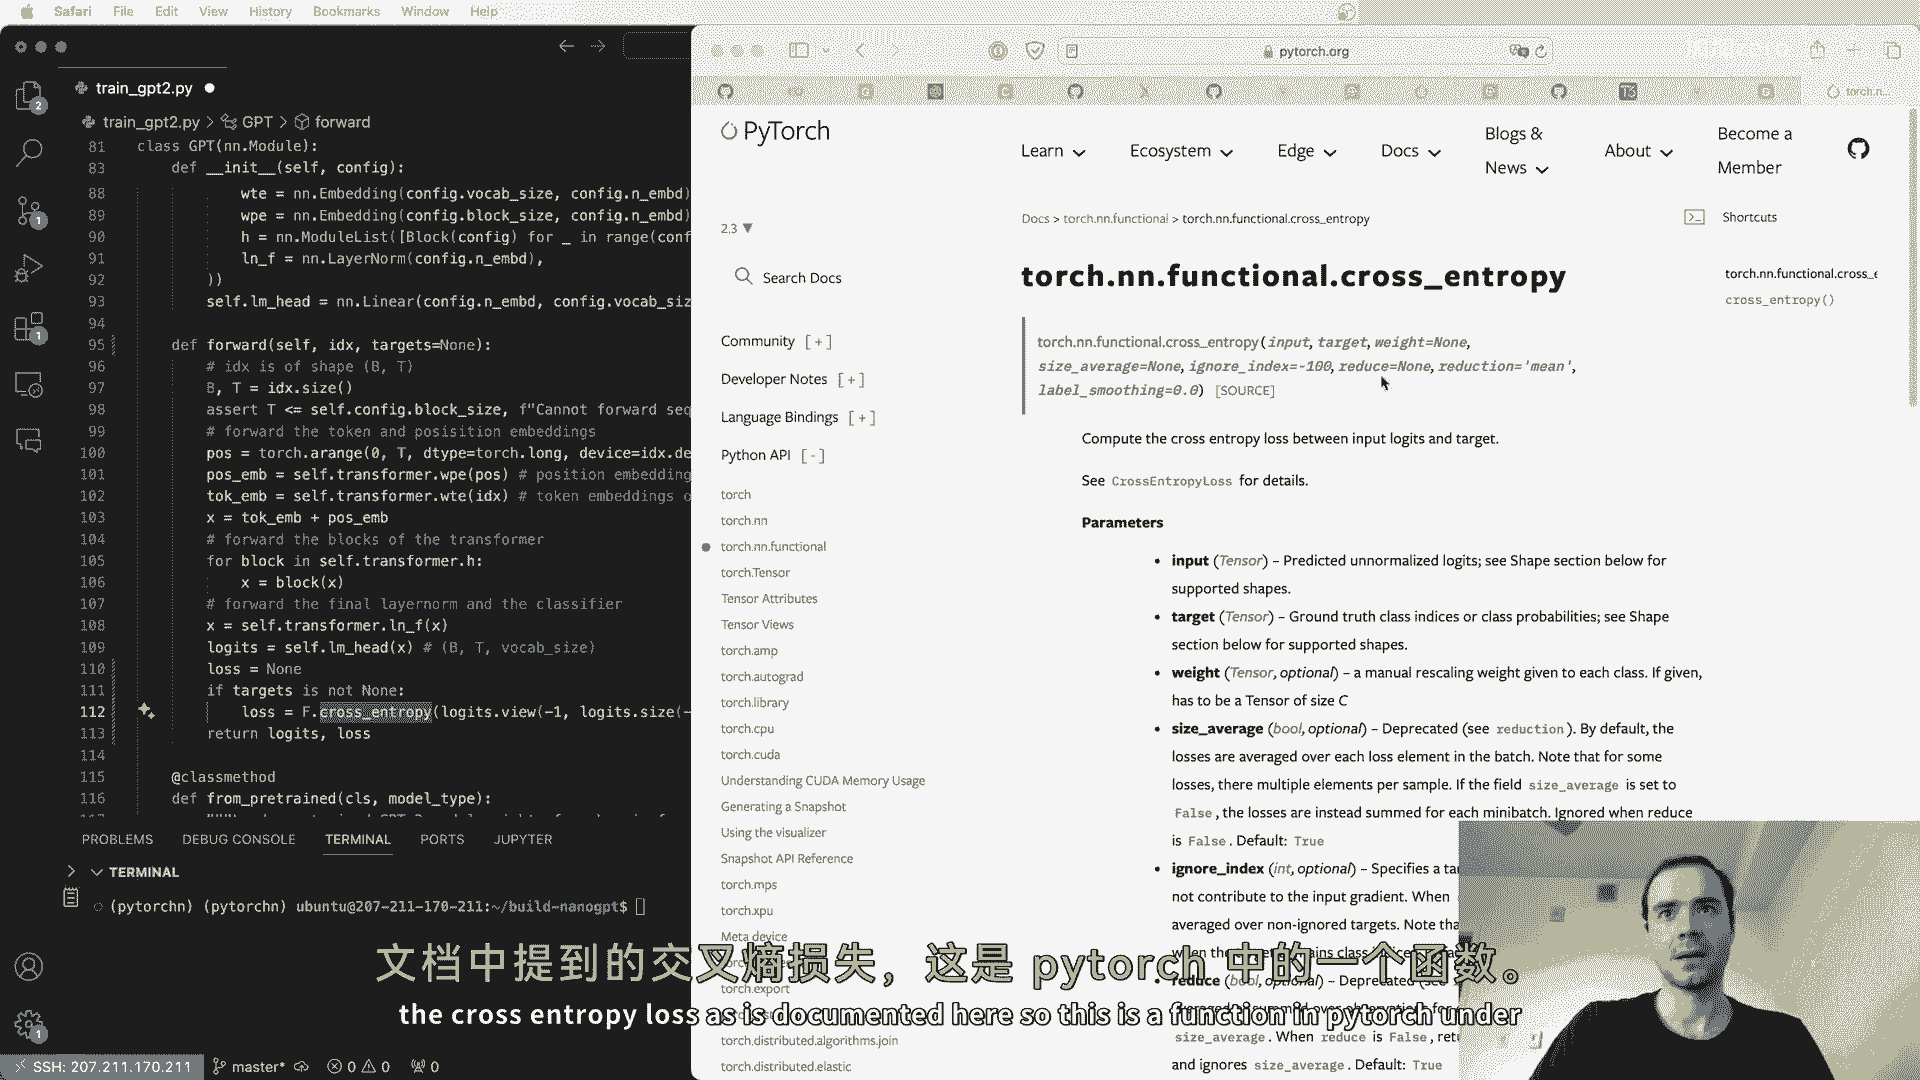 Safari File Edit View History Bookmarks Window Help
train_gpt2.py
train_gpt2.py > GPT > forward
81 class GPT(nn.Module):
83 def __init__(self, config):
88 wte = nn.Embedding(config.vocab_size, config.n_embd)
89 wpe = nn.Embedding(config.block_size, config.n_embd)
90 h = nn.ModuleList([Block(config) for _ in range(conf
91 ln_f = nn.LayerNorm(config.n_embd),
92 ))
93 self.lm_head = nn.Linear(config.n_embd, config.vocab_siz
94
95 def forward(self, idx, targets=None):
96 # idx is of shape (B, T)
97 B, T = idx.size()
98 assert T <= self.config.block_size, f"Cannot forward seq
99 # forward the token and posisition embeddings
100 pos = torch.arange(0, T, dtype=torch.long, device=idx.de
101 pos_emb = self.transformer.wpe(pos) # position embedding
102 tok_emb = self.transformer.wte(idx) # token embeddings o
103 x = tok_emb + pos_emb
104 # forward the blocks of the transformer
105 for block in self.transformer.h:
106 x = block(x)
107 # forward the final layernorm and the classifier
108 x = self.transformer.ln_f(x)
109 logits = self.lm_head(x) # (B, T, vocab_size)
110 loss = None
111 if targets is not None:
112 loss = F.cross_entropy(logits.view(-1, logits.size(-
113 return logits, loss
114
115 @classmethod
116 def from_pretrained(cls, model_type):
PROBLEMS DEBUG CONSOLE TERMINAL PORTS JUPYTER
TERMINAL
(pytorchn) (pytorchn) ubuntu@207-211-170-211:~/build-nanogpt$
SSH: 207.211.170.211 master* 0 0 0
pytorch.org
torch.n...
PyTorch
Learn Ecosystem Edge Docs Blogs & News About Become a Member
2.3 ▼
Search Docs
Community [+]
Developer Notes [+]
Language Bindings [+]
Python API [-]
torch
torch.nn
torch.nn.functional
torch.Tensor
Tensor Attributes
Tensor Views
torch.amp
torch.autograd
torch.library
torch.cpu
torch.cuda
Understanding CUDA Memory Usage
Generating a Snapshot
Using the visualizer
Snapshot API Reference
torch.mps
torch.xpu
Meta device
torch.export
torch.distributed.algorithms.join
torch.distributed.elastic
Docs > torch.nn.functional > torch.nn.functional.cross_entropy
Shortcuts
torch.nn.functional.cross_e
cross_entropy()
torch.nn.functional.cross_entropy
torch.nn.functional.cross_entropy(input, target, weight=None,
size_average=None, ignore_index=-100, reduce=None, reduction='mean',
label_smoothing=0.0) [SOURCE]
Compute the cross entropy loss between input logits and target.
See CrossEntropyLoss for details.
Parameters
• input (Tensor) – Predicted unnormalized logits; see Shape section below for
supported shapes.
• target (Tensor) – Ground truth class indices or class probabilities; see Shape
section below for supported shapes.
• weight (Tensor, optional) – a manual rescaling weight given to each class. If given,
has to be a Tensor of size C
• size_average (bool, optional) – Deprecated (see reduction). By default, the
losses are averaged over each loss element in the batch. Note that for some
losses, there multiple elements per sample. If the field size_average is set to
False, the losses are instead summed for each minibatch. Ignored when reduce
is False. Default: True
• ignore_index (int, optional) – Specifies a ta
not contribute to the input gradient. When
averaged over non-ignored targets. Note tha
• reduce (bool, optional) – Deprecated
size_average. When reduce is False, ret
and ignores size_average. Default: True
文档中提到的交叉熵损失，这是 pytorch 中的一个函数。
the cross entropy loss as is documented here so this is a function in pytorch under